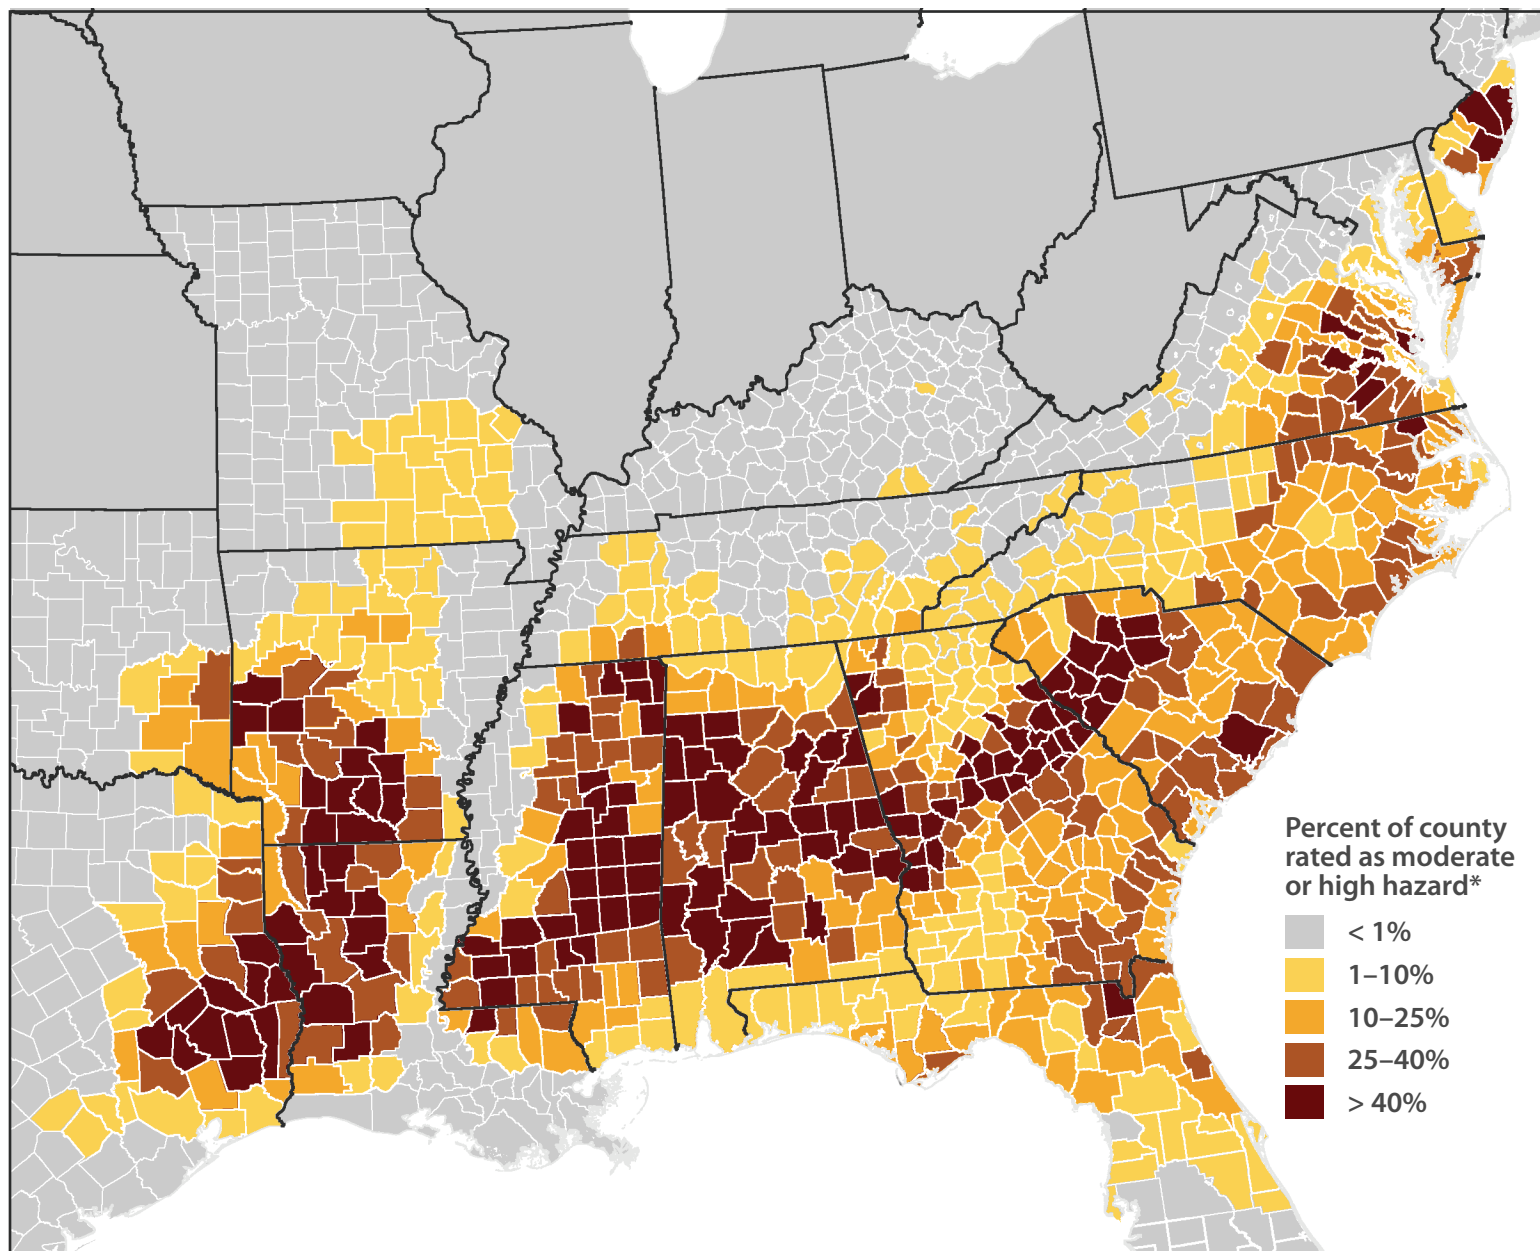 Percent of county
rated as moderate
or high hazard*
< 1%
1–10%
10–25%
25–40%
> 40%